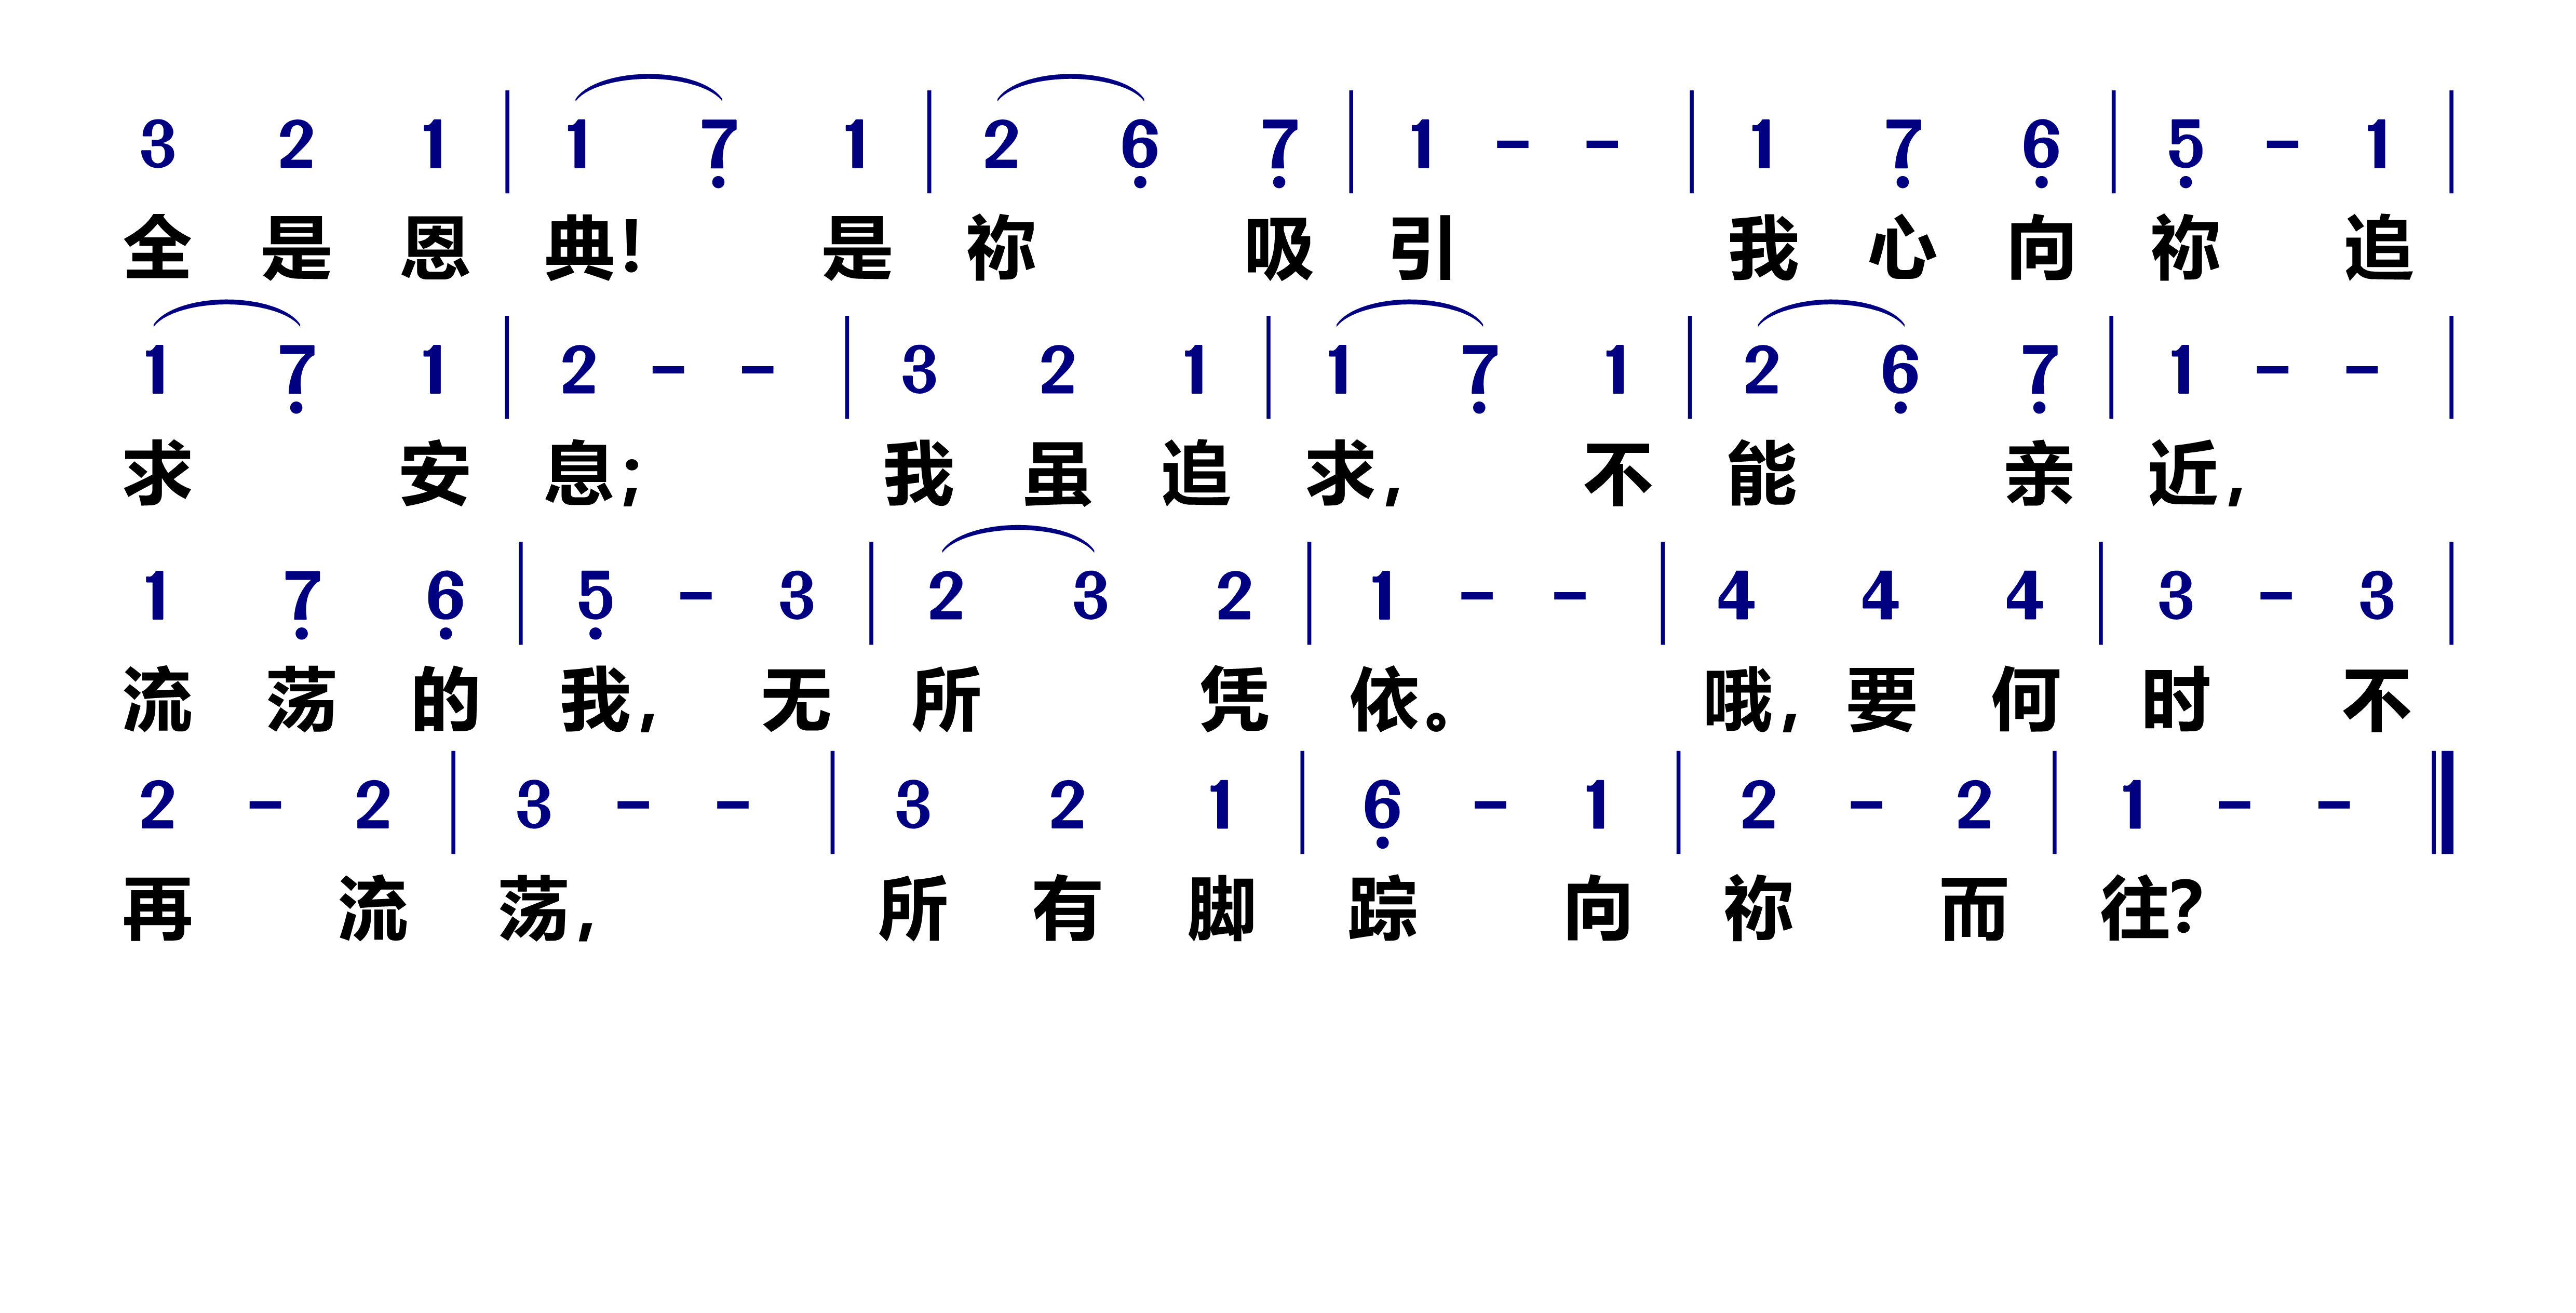 3 2 1 | 1 7̣ 1 | 2 6̣ 7̣ | 1 - - | 1 7̣ 6̣ | 5̣ - 1 |
全是恩典！是祢吸引我心向祢追
1 7̣ 1 | 2 - - | 3 2 1 | 1 7̣ 1 | 2 6̣ 7̣ | 1 - - |
求安息；我虽追求，不能亲近，
1 7̣ 6̣ | 5̣ - 3 | 2 3 2 | 1 - - | 4 4 4 | 3 - 3 |
流荡的我，无所凭依。哦，要何时不
2 - 2 | 3 - - | 3 2 1 | 6̣ - 1 | 2 - 2 | 1 - - ‖
再流荡，所有脚踪向祢而往？